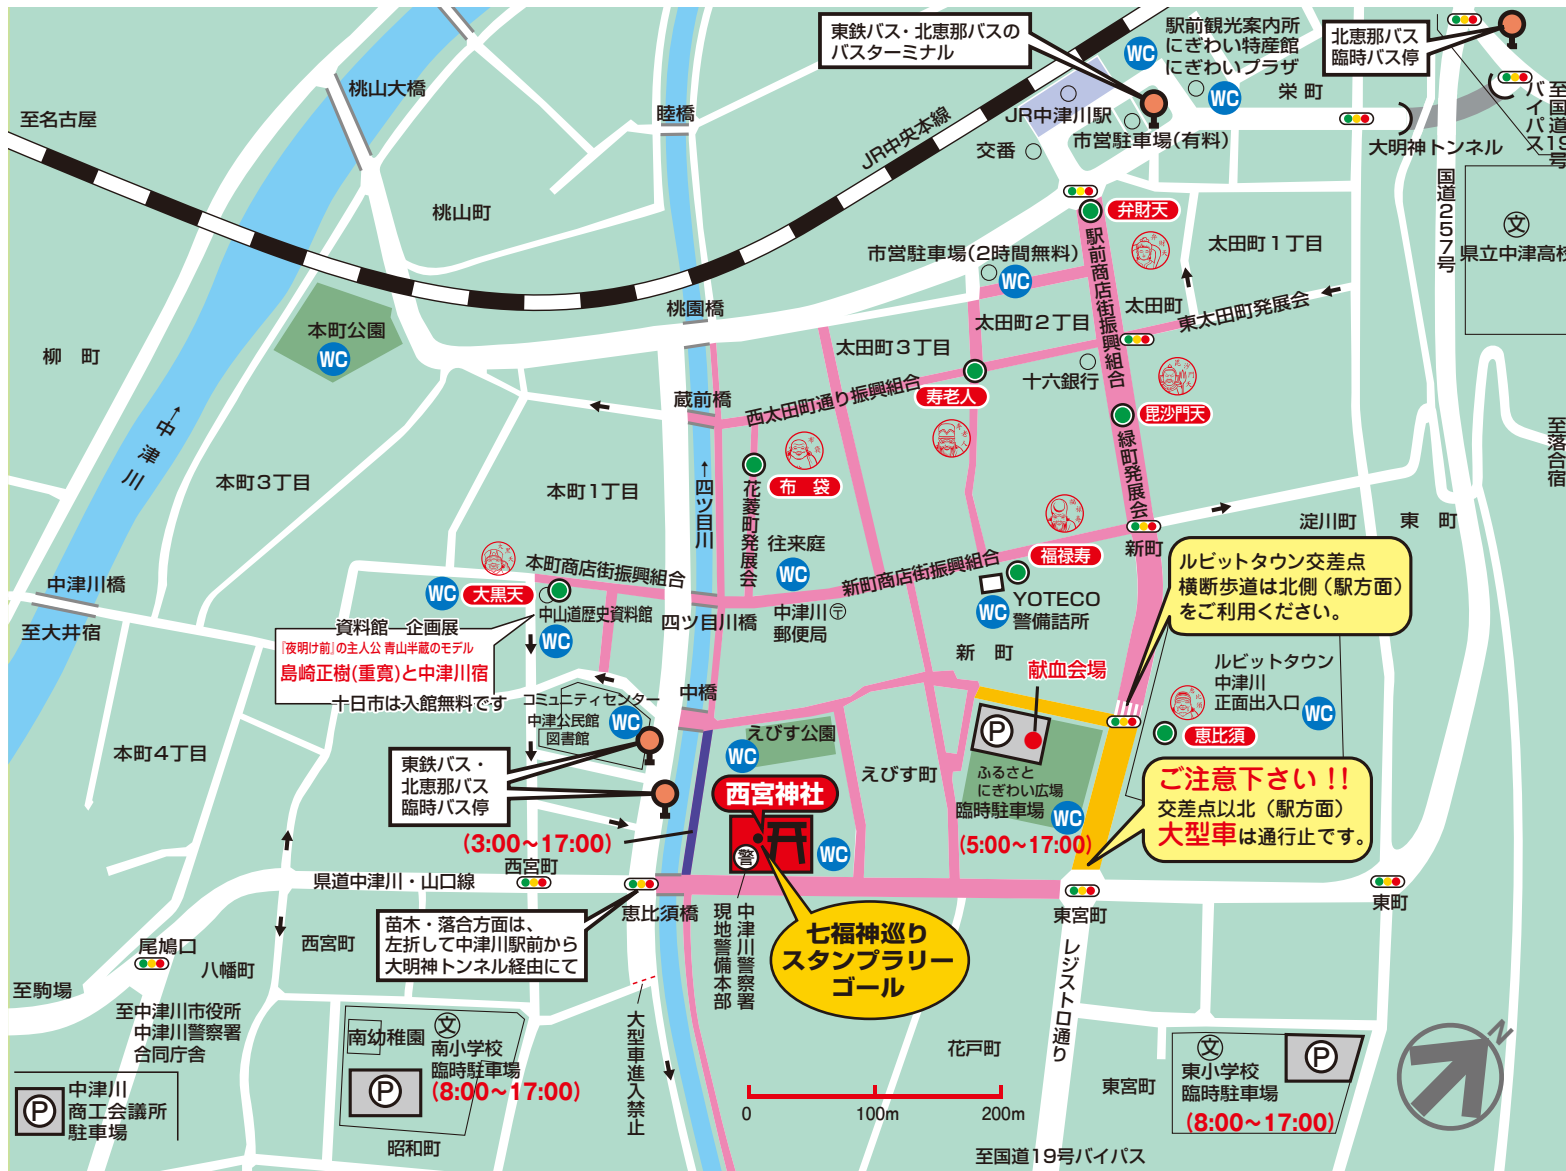 東鉄バス・北恵那バスの
バスターミナル
WC
駅前観光案内所
にぎわい特産館
にぎわいプラザ
WC
北恵那バス
臨時バス停
栄町
至国道19号
バイパス
大明神トンネル
国道257号
文
県立中津高校
至落合宿
JR中津川駅
市営駐車場(有料)
交番
JR中央本線
睦橋
桃山大橋
至名古屋
桃山町
弁財天
駅前商店街振興組合
太田町1丁目
市営駐車場(2時間無料)
WC
太田町
東太田町発展会
太田町2丁目
太田町3丁目
十六銀行
桃園橋
本町公園
WC
柳 町
→中津川
蔵前橋
西太田町通り振興組合
寿老人
毘沙門天
緑町発展会
布 袋
花菱町発展会
→四ツ目川
本町3丁目
本町1丁目
往来庭
WC
福禄寿
新町
淀川町
東 町
新町商店街振興組合
YOTECO
警備詰所
WC
中津川〒
郵便局
四ツ目川橋
本町商店街振興組合
大黒天
WC
中山道歴史資料館
WC
中津川橋
至大井宿
資料館 企画展
『夜明け前』の主人公 青山半蔵のモデル
島崎正樹(重寛)と中津川宿
十日市は入館無料です
ルビットタウン交差点
横断歩道は北側(駅方面)
をご利用ください。
新 町
献血会場
P
ルビットタウン
中津川
正面出入口
WC
恵比須
コミュニティセンター
中津公民館
図書館
WC
中橋
えびす公園
WC
えびす町
ふるさと
にぎわい広場
臨時駐車場
WC
(5:00～17:00)
ご注意下さい!!
交差点以北(駅方面)
大型車は通行止です。
本町4丁目
東鉄バス・
北恵那バス
臨時バス停
(3:00～17:00)
西宮神社
警
WC
西宮町
県道中津川・山口線
恵比須橋
中津川警察署
現地警備本部
七福神巡り
スタンプラリー
ゴール
東宮町
東町
苗木・落合方面は、
左折して中津川駅前から
大明神トンネル経由にて
尾鳩口
八幡町
西宮町
至駒場
至中津川市役所
中津川警察署
合同庁舎
P
中津川
商工会議所
駐車場
南幼稚園
文
南小学校
臨時駐車場
(8:00～17:00)
P
昭和町
大型車進入禁止
レジストロ通り
花戸町
東宮町
文
東小学校
臨時駐車場
(8:00～17:00)
P
N
0 100m 200m
至国道19号バイパス